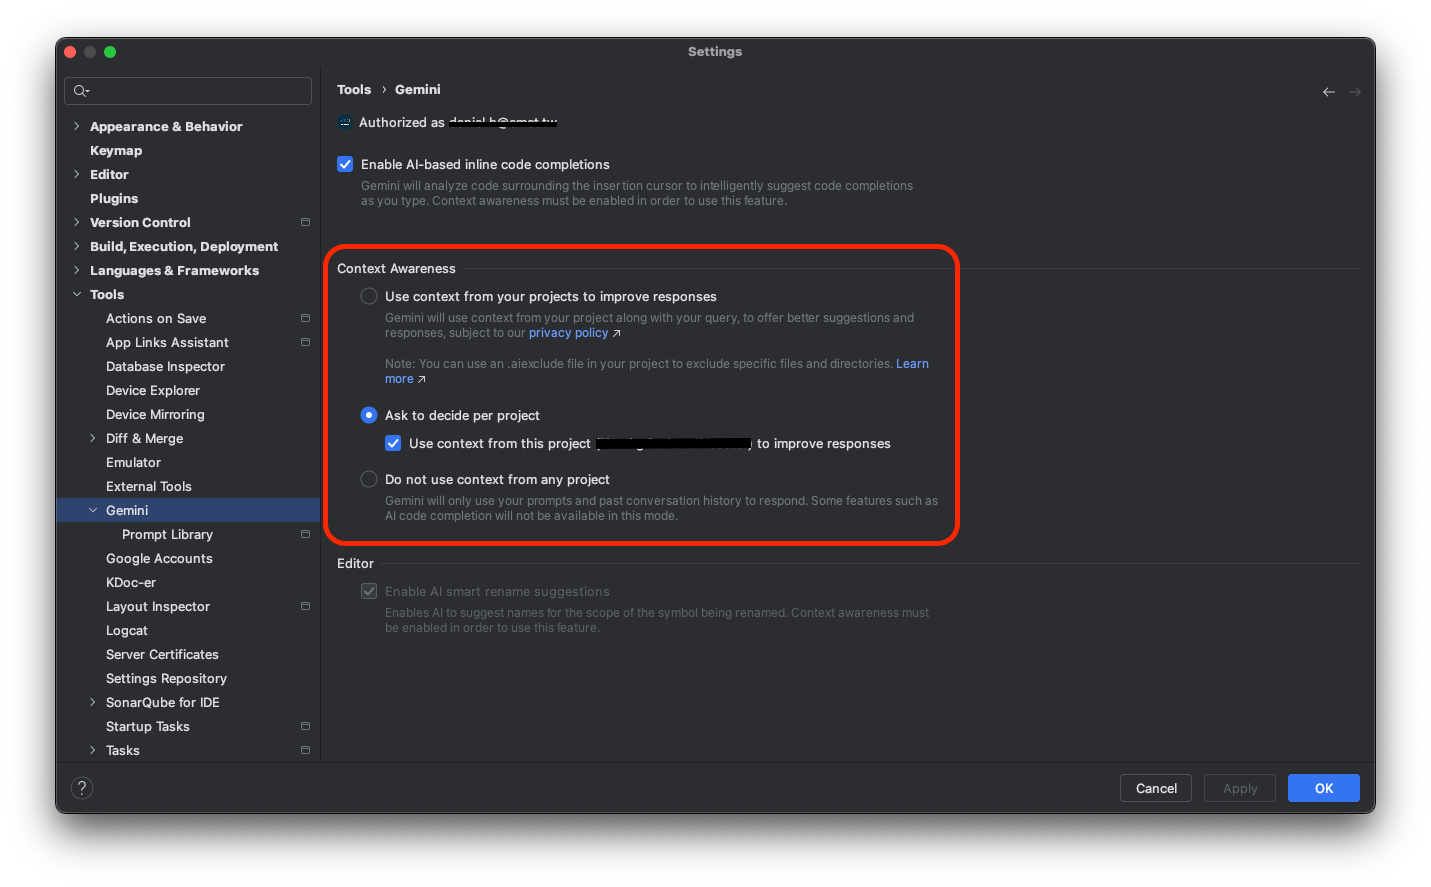 Settings
Appearance & Behavior
Keymap
Editor
Plugins
Version Control
Build, Execution, Deployment
Languages & Frameworks
Tools
Actions on Save
App Links Assistant
Database Inspector
Device Explorer
Device Mirroring
Diff & Merge
Emulator
External Tools
Gemini
Prompt Library
Google Accounts
KDoc-er
Layout Inspector
Logcat
Server Certificates
Settings Repository
SonarQube for IDE
Startup Tasks
Tasks
Tools › Gemini
Authorized as
Enable AI-based inline code completions
Gemini will analyze code surrounding the insertion cursor to intelligently suggest code completions
as you type. Context awareness must be enabled in order to use this feature.
Context Awareness
Use context from your projects to improve responses
Gemini will use context from your project along with your query, to offer better suggestions and
responses, subject to our privacy policy ↗
Note: You can use an .aiexclude file in your project to exclude specific files and directories. Learn
more ↗
Ask to decide per project
Use context from this project to improve responses
Do not use context from any project
Gemini will only use your prompts and past conversation history to respond. Some features such as
AI code completion will not be available in this mode.
Editor
Enable AI smart rename suggestions
Enables AI to suggest names for the scope of the symbol being renamed. Context awareness must
be enabled in order to use this feature.
?
Cancel
Apply
OK